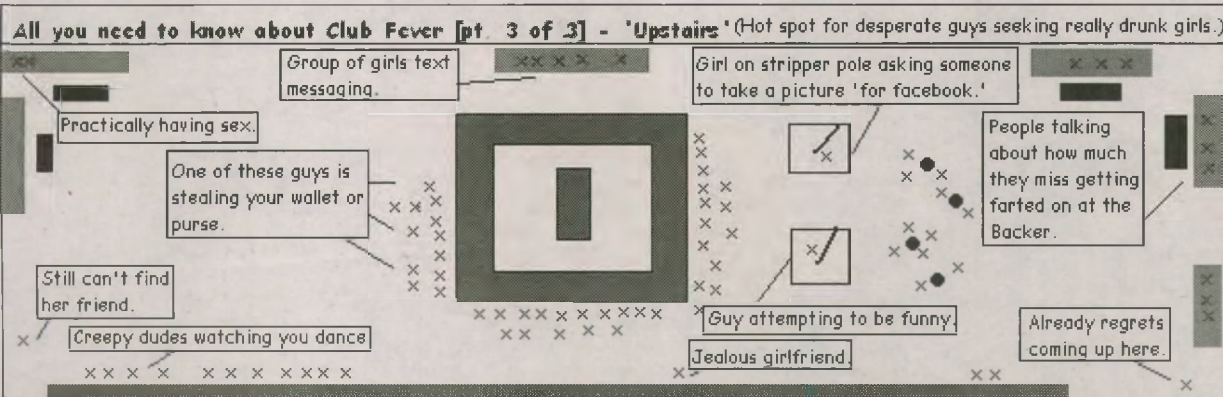 All you need to know about Club Fever [pt. 3 of 3] - 'Upstairs' (Hot spot for desperate guys seeking really drunk girls.)
Group of girls text
messaging.
Girl on stripper pole asking someone
to take a picture 'for facebook.'
Practically having sex.
People talking
about how much
they miss getting
farted on at the
Backer.
One of these guys is
stealing your wallet or
purse.
Still can't find
her friend.
Creepy dudes watching you dance
Guy attempting to be funny.
Jealous girlfriend.
Already regrets
coming up here.